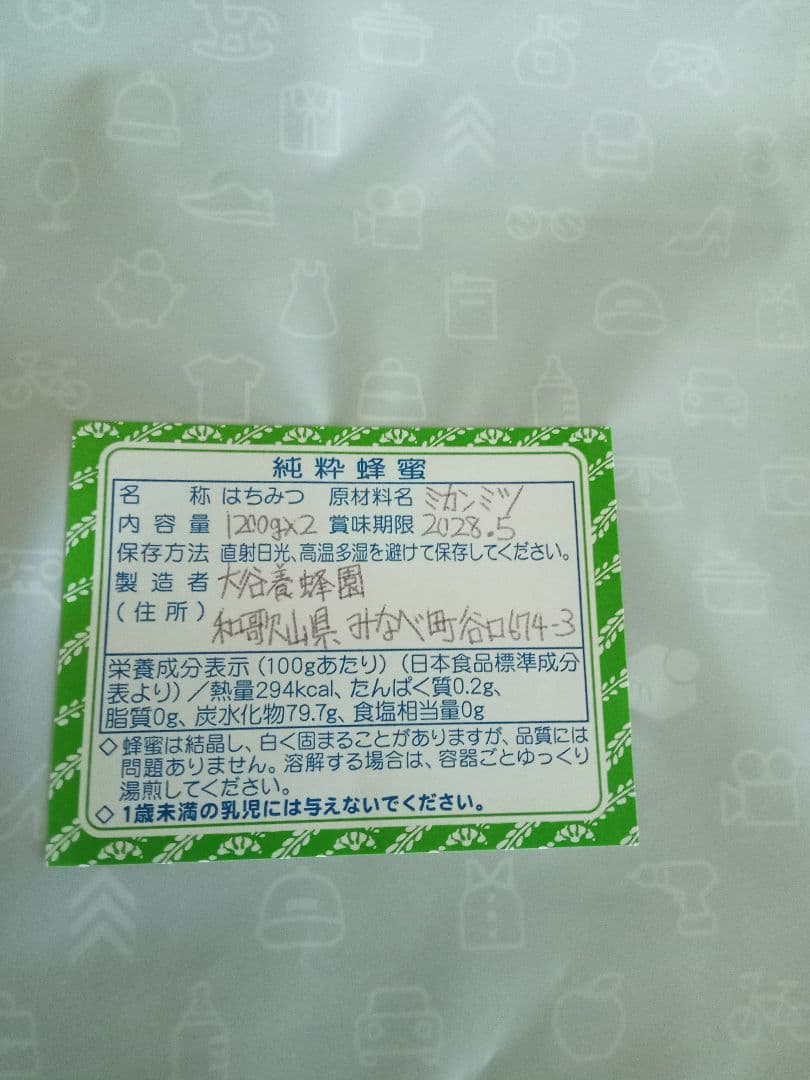 純粋蜂蜜
名称 はちみつ 原材料名 ミカンミツ
内容量 1200g×2 賞味期限 2028.5
保存方法 直射日光、高温多湿を避けて保存してください。
製造者 大谷養蜂園
(住所) 和歌山県みなべ町谷口674-3
栄養成分表示(100gあたり)(日本食品標準成分
表より)/熱量294kcal、たんぱく質0.2g、
脂質0g、炭水化物79.7g、食塩相当量0g
◇蜂蜜は結晶し、白く固まることがありますが、品質には
問題ありません。溶解する場合は、容器ごとゆっくり
湯煎してください。
◇1歳未満の乳児には与えないでください。